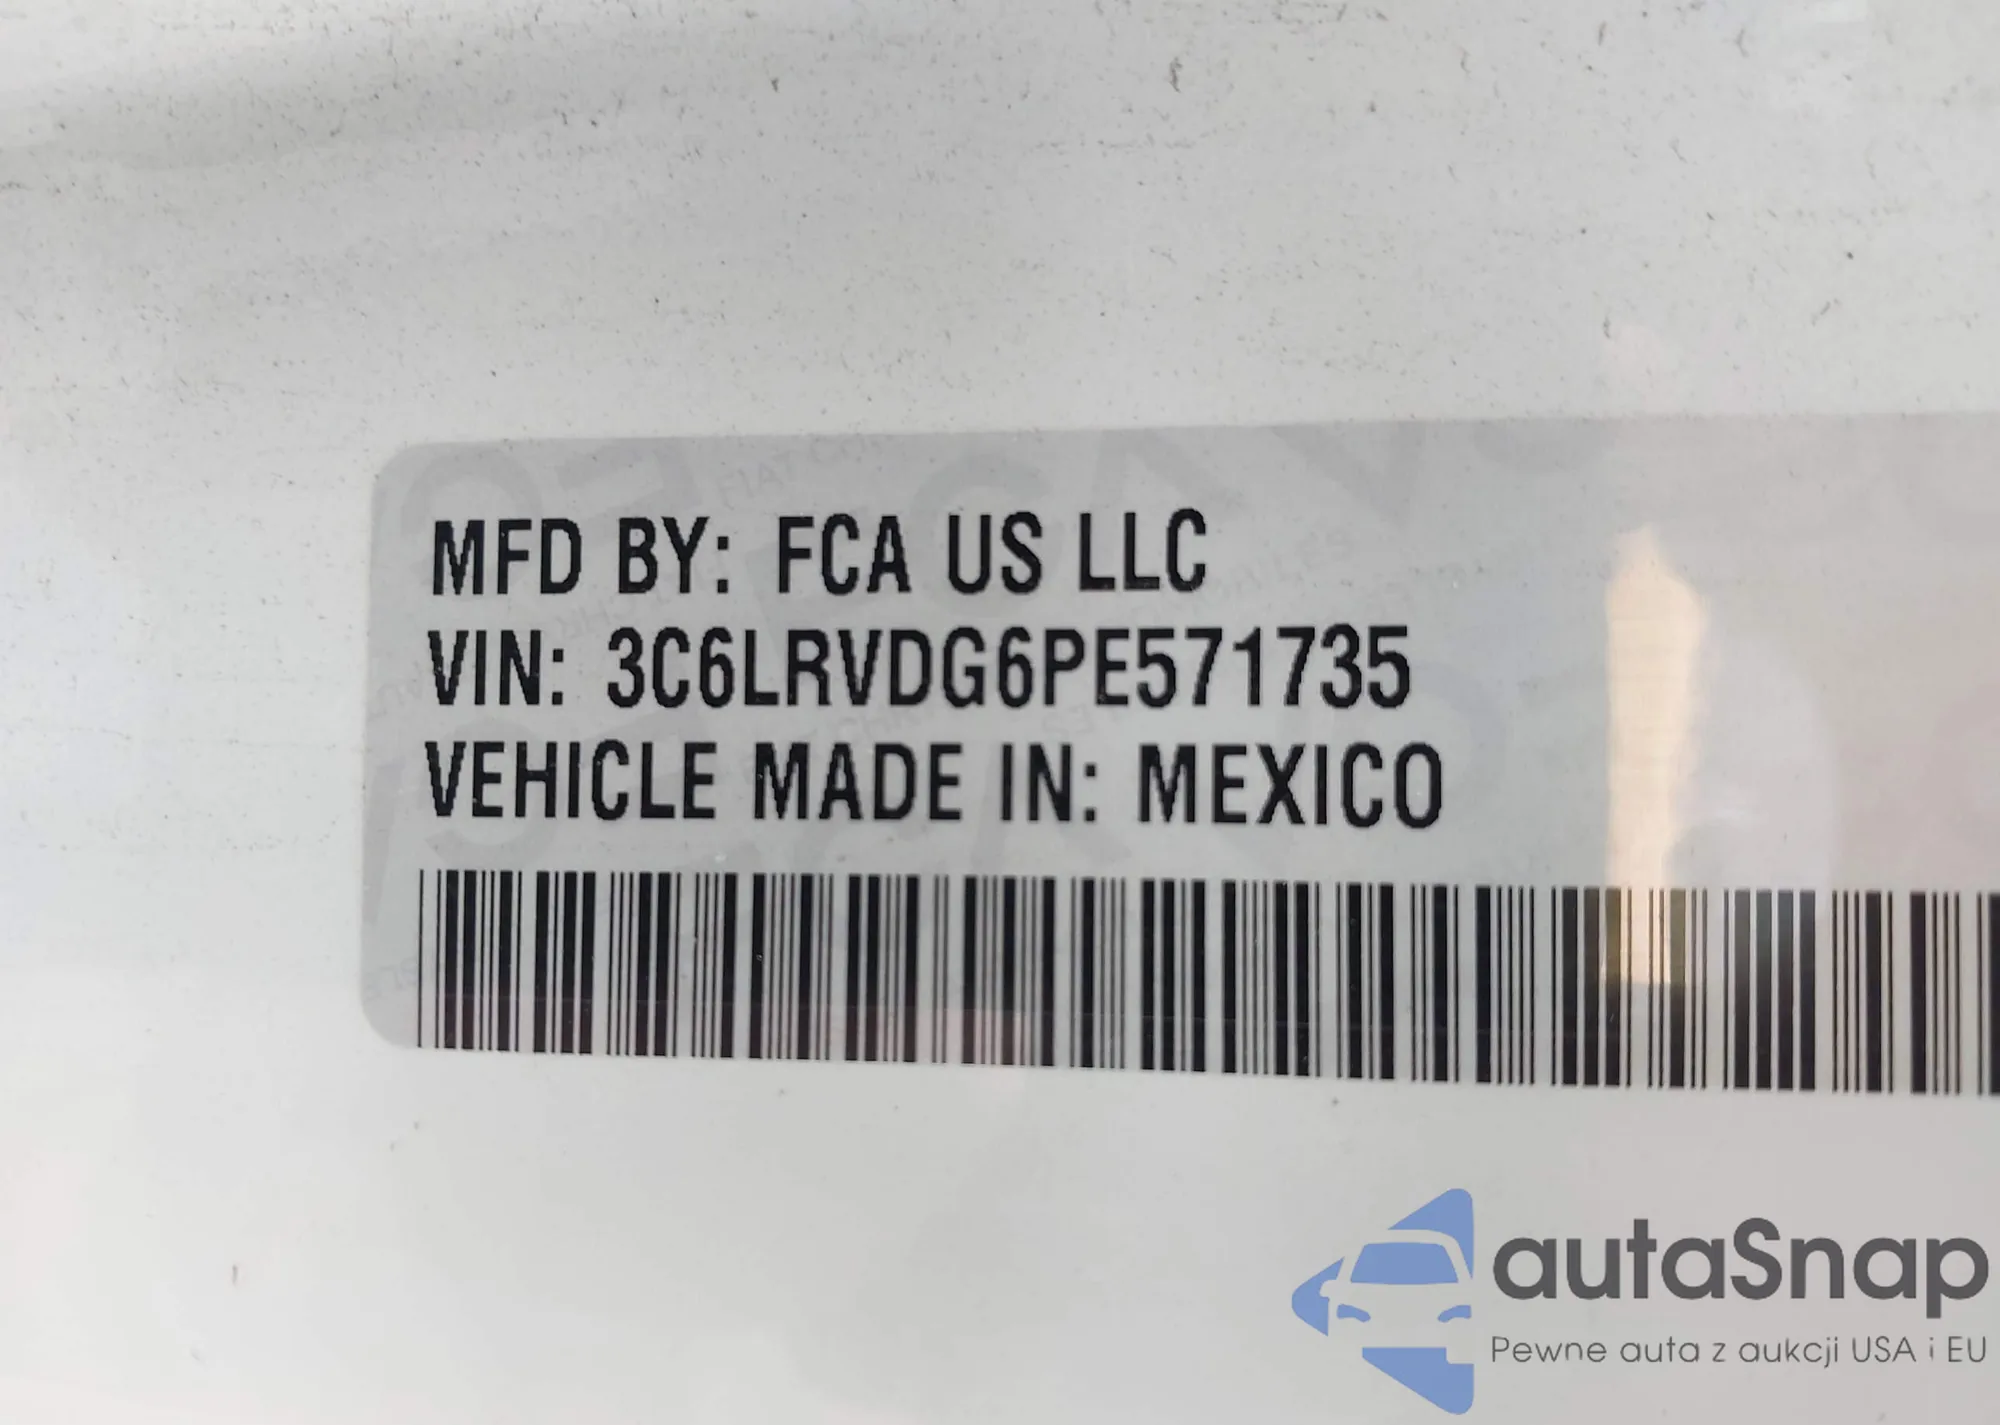 MFD BY: FCA US LLC
VIN: 3C6LRVDG6PE571735
VEHICLE MADE IN: MEXICO
autaSnap
Pewne auta z aukcji USA i EU